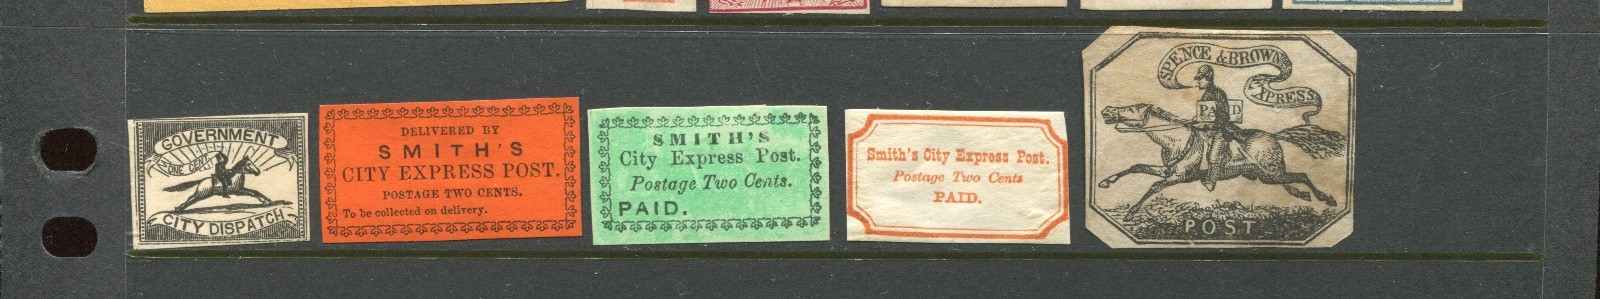 GOVERNMENT
ONE CENT
CITY DISPATCH
DELIVERED BY
SMITH'S
CITY EXPRESS POST.
POSTAGE TWO CENTS.
To be collected on delivery.
SMITH'S
City Express Post.
Postage Two Cents.
PAID.
Smith's City Express Post.
Postage Two Cents
PAID.
SPENCE & BROWN
XPRESS
PAID
POST